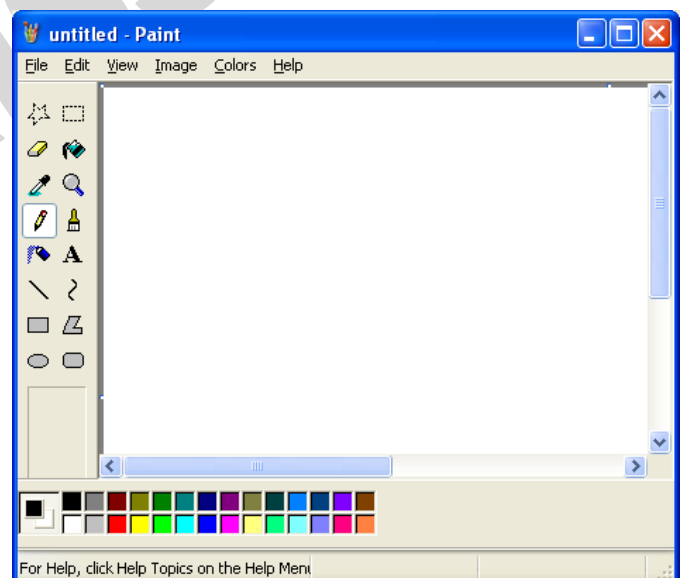 untitled - Paint
File Edit View Image Colors Help
A
For Help, click Help Topics on the Help Menu